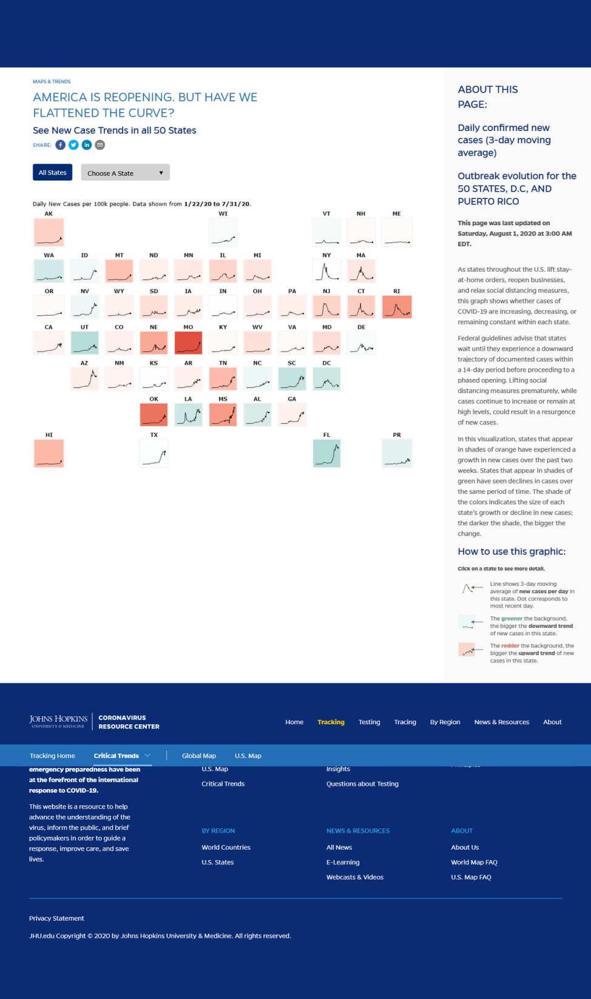 MAPS & TRENDS
AMERICA IS REOPENING. BUT HAVE WE
FLATTENED THE CURVE?
See New Case Trends in all 50 States
SHARE:
All States
Choose A State
Daily New Cases per 100k people. Data shown from 1/22/20 to 7/31/20.
AK WI VT NH ME
WA ID MT ND MN IL MI NY MA
OR NV WY SD IA IN OH PA NJ CT RI
CA UT CO NE MO KY WV VA MD DE
AZ NM KS AR TN NC SC DC
OK LA MS AL GA
HI TX FL PR
ABOUT THIS
PAGE:
Daily confirmed new
cases (3-day moving
average)
Outbreak evolution for the
50 STATES, D.C, AND
PUERTO RICO
This page was last updated on
Saturday, August 1, 2020 at 3:00 AM
EDT.
As states throughout the U.S. lift stay-
at-home orders, reopen businesses,
and relax social distancing measures,
this graph shows whether cases of
COVID-19 are increasing, decreasing, or
remaining constant within each state.
Federal guidelines advise that states
wait until they experience a downward
trajectory of documented cases within
a 14-day period before proceeding to a
phased opening. Lifting social
distancing measures prematurely, while
cases continue to increase or remain at
high levels, could result in a resurgence
of new cases.
In this visualization, states that appear
in shades of orange have experienced a
growth in new cases over the past two
weeks. States that appear in shades of
green have seen declines in cases over
the same period of time. The shade of
the colors indicates the size of each
state's growth or decline in new cases;
the darker the shade, the bigger the
change.
How to use this graphic:
Click on a state to see more detail.
Line shows 3-day moving
average of new cases per day in
this state. Dot corresponds to
most recent day.
The greener the background,
the bigger the downward trend
of new cases in this state.
The redder the background, the
bigger the upward trend of new
cases in this state.
JOHNS HOPKINS
UNIVERSITY & MEDICINE
CORONAVIRUS
RESOURCE CENTER
Home Tracking Testing Tracing By Region News & Resources About
Tracking Home Critical Trends Global Map U.S. Map
emergency preparedness have been
at the forefront of the international
response to COVID-19.
This website is a resource to help
advance the understanding of the
virus, inform the public, and brief
policymakers in order to guide a
response, improve care, and save
lives.
U.S. Map
Critical Trends
Insights
Questions about Testing
BY REGION
World Countries
U.S. States
NEWS & RESOURCES
All News
E-Learning
Webcasts & Videos
ABOUT
About Us
World Map FAQ
U.S. Map FAQ
Privacy Statement
JHU.edu Copyright © 2020 by Johns Hopkins University & Medicine. All rights reserved.